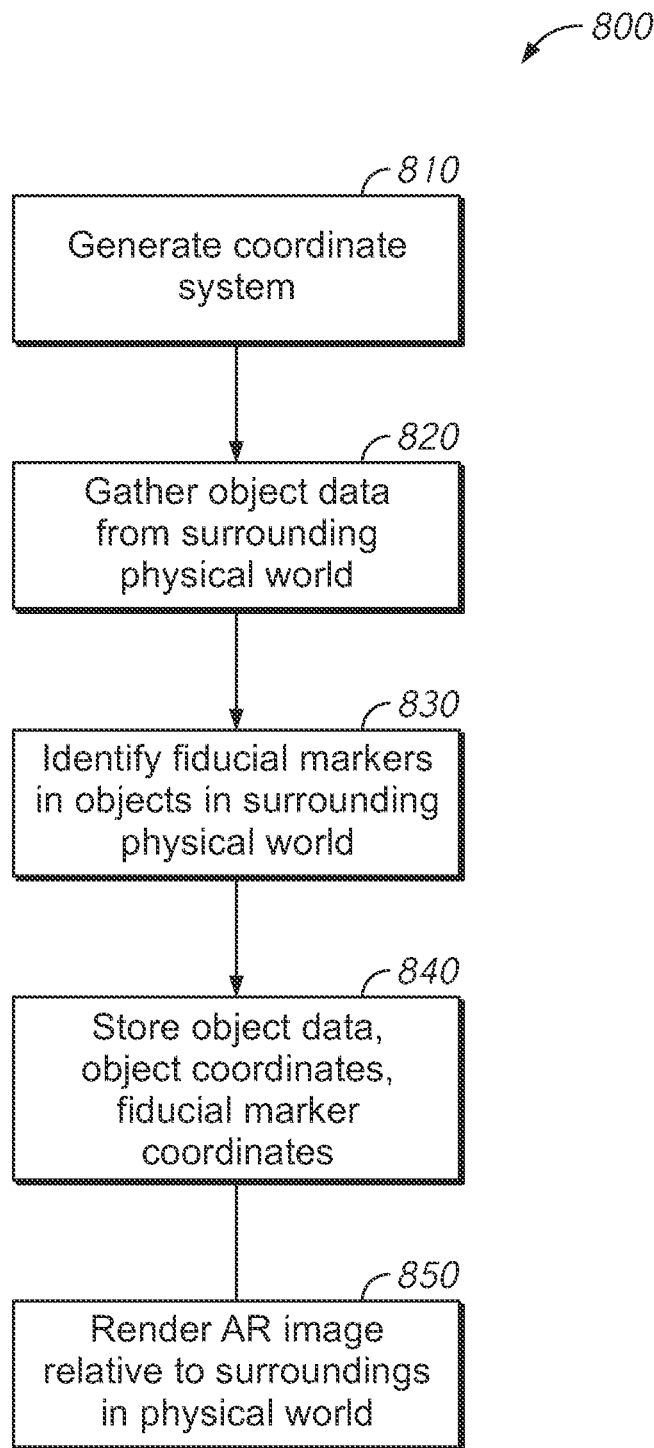 800
810
Generate coordinate
system
820
Gather object data
from surrounding
physical world
830
Identify fiducial markers
in objects in surrounding
physical world
840
Store object data,
object coordinates,
fiducial marker
coordinates
850
Render AR image
relative to surroundings
in physical world